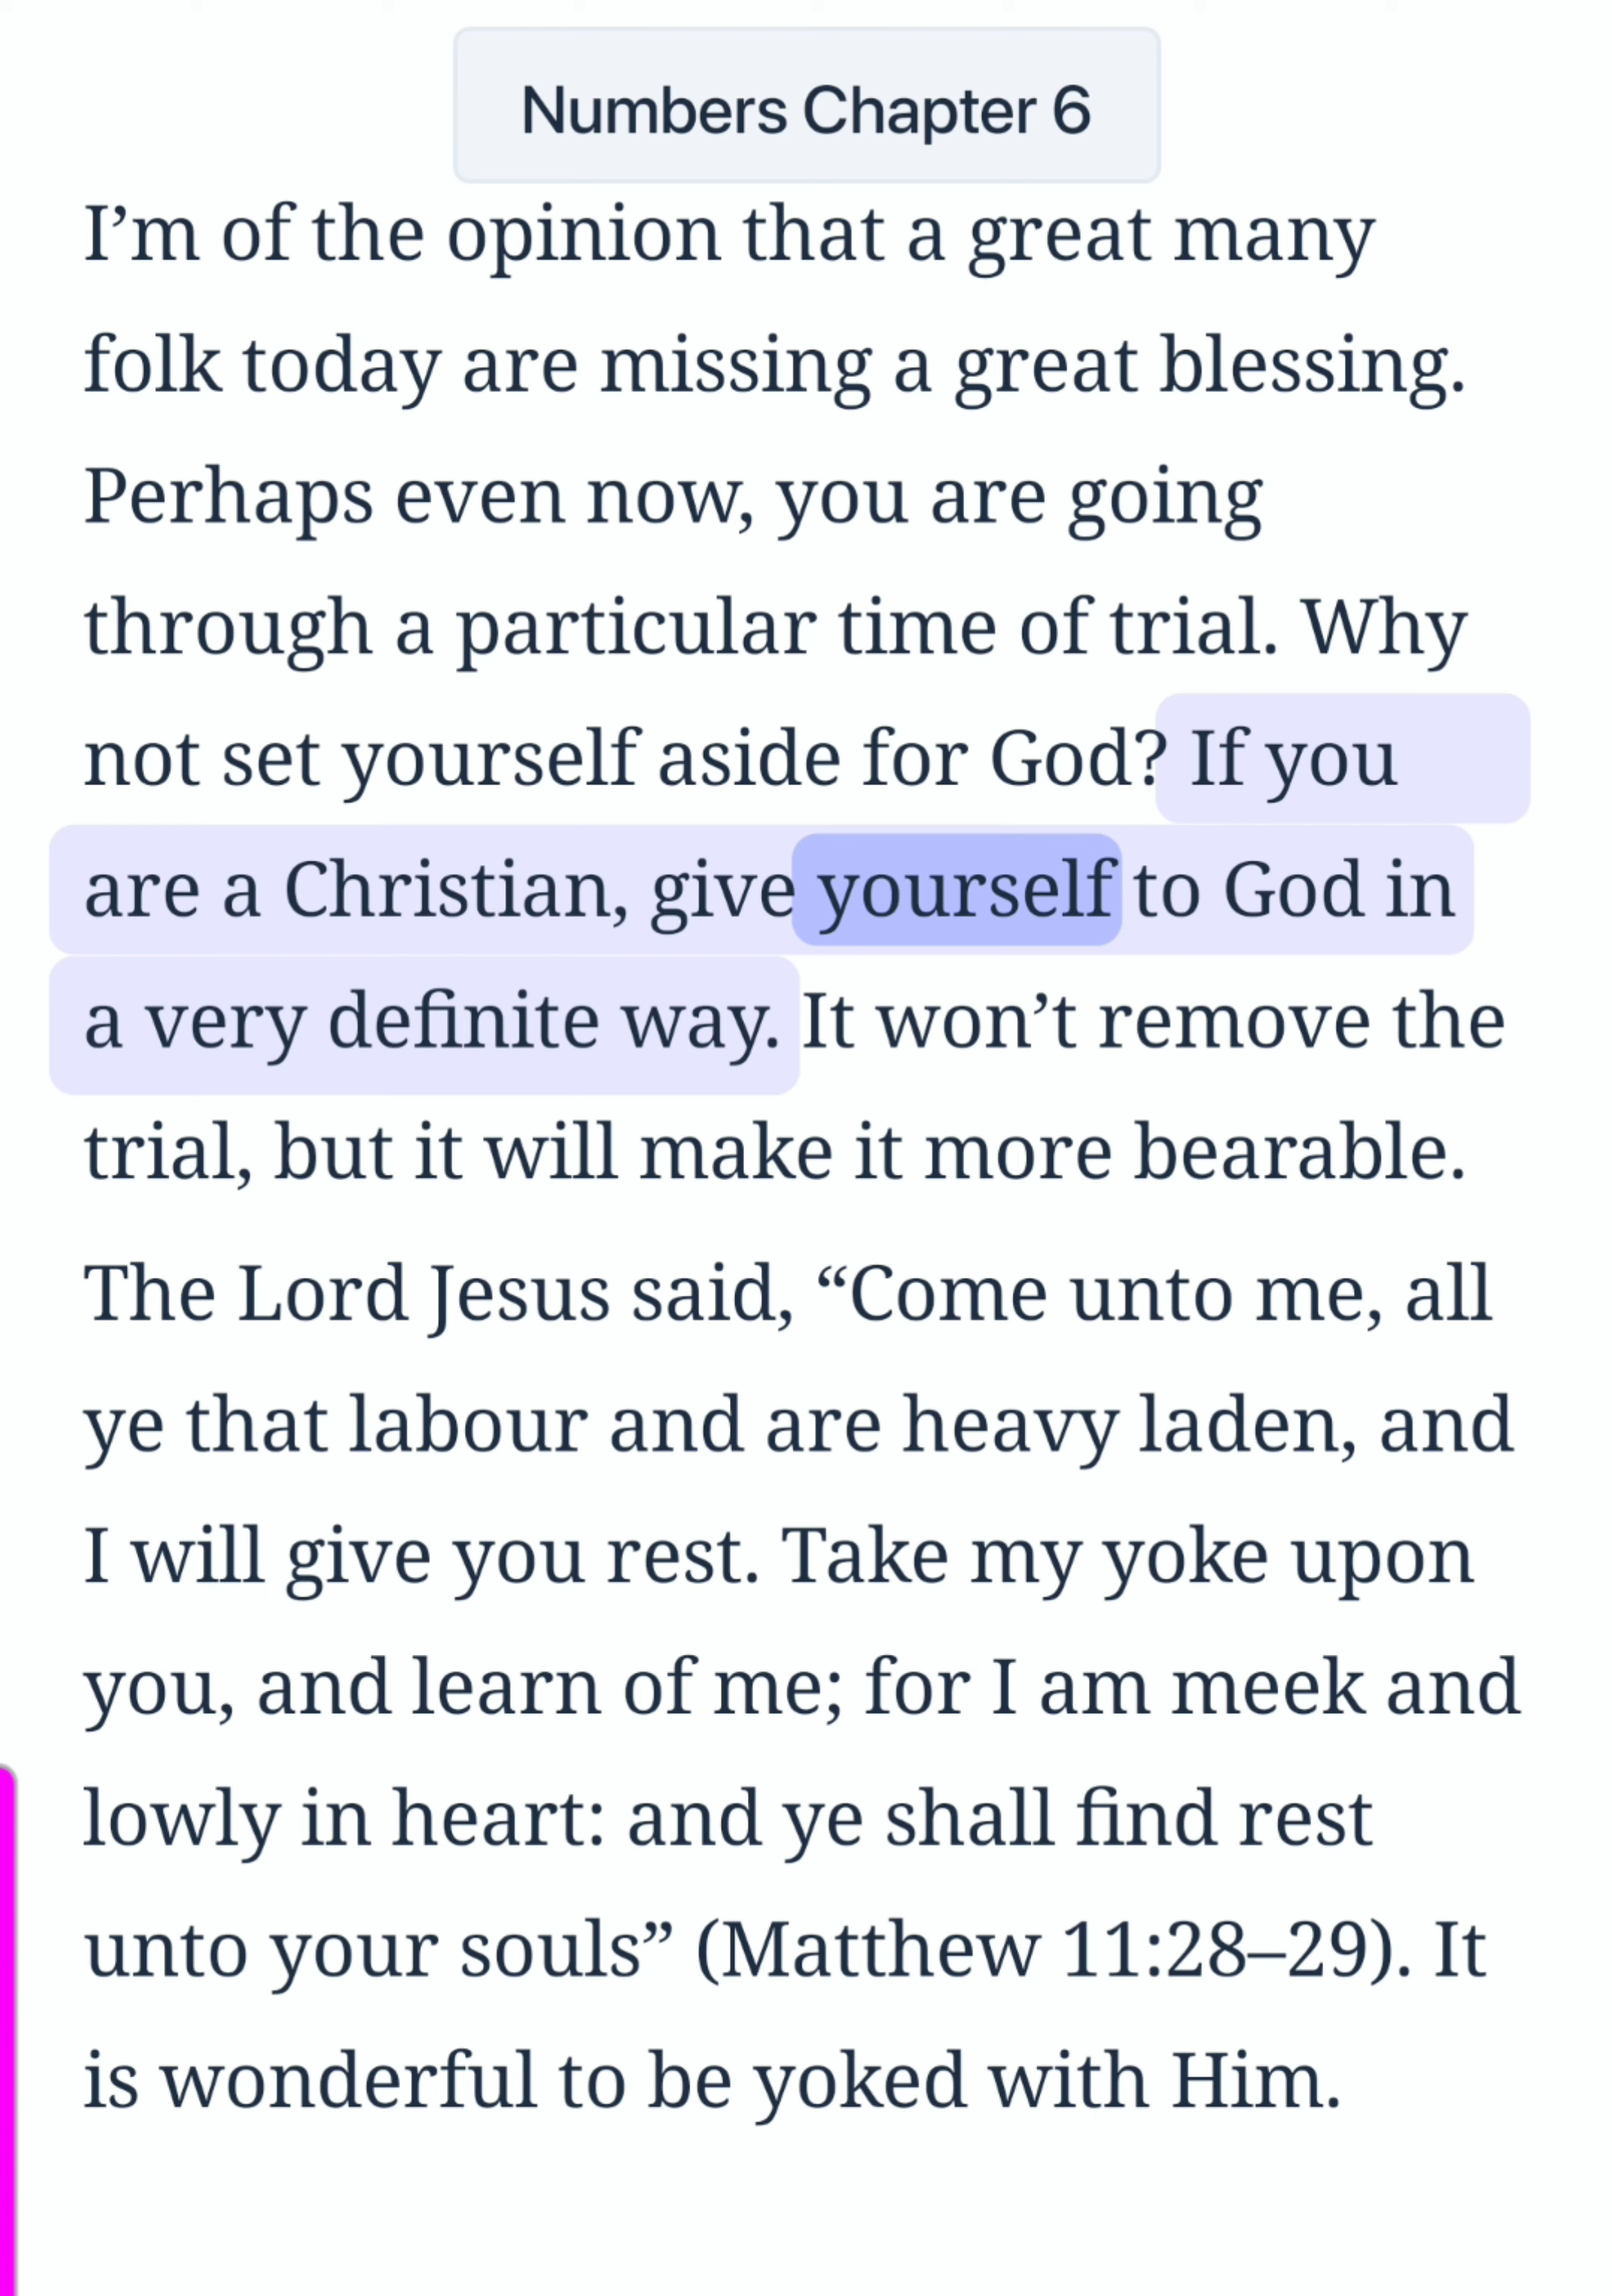 Numbers Chapter 6
I’m of the opinion that a great many
folk today are missing a great blessing.
Perhaps even now, you are going
through a particular time of trial. Why
not set yourself aside for God? If you
are a Christian, give yourself to God in
a very definite way. It won’t remove the
trial, but it will make it more bearable.
The Lord Jesus said, “Come unto me, all
ye that labour and are heavy laden, and
I will give you rest. Take my yoke upon
you, and learn of me; for I am meek and
lowly in heart: and ye shall find rest
unto your souls” (Matthew 11:28–29). It
is wonderful to be yoked with Him.